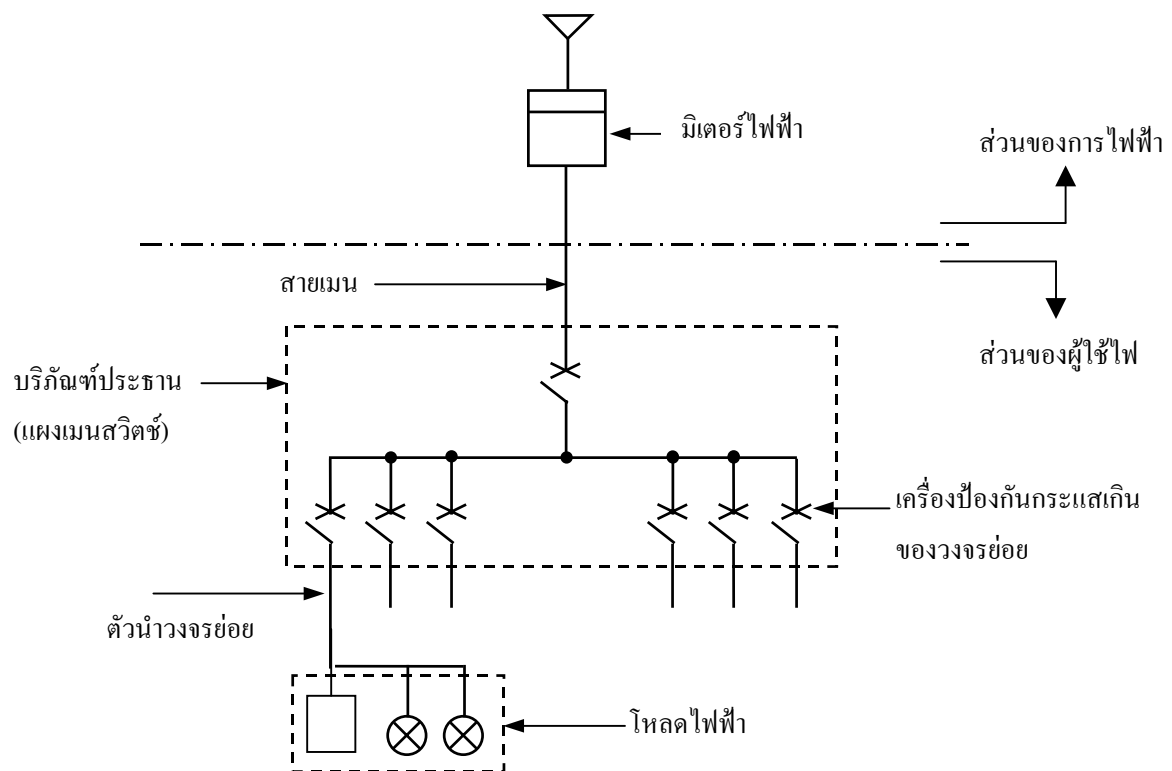 มิเตอร์ไฟฟ้า
ส่วนของการไฟฟ้า
สายเมน
ส่วนของผู้ใช้ไฟ
บริภัณฑ์ประธาน
(แผงเมนสวิตช์)
เครื่องป้องกันกระแสเกิน
ของวงจรย่อย
ตัวนำวงจรย่อย
โหลดไฟฟ้า